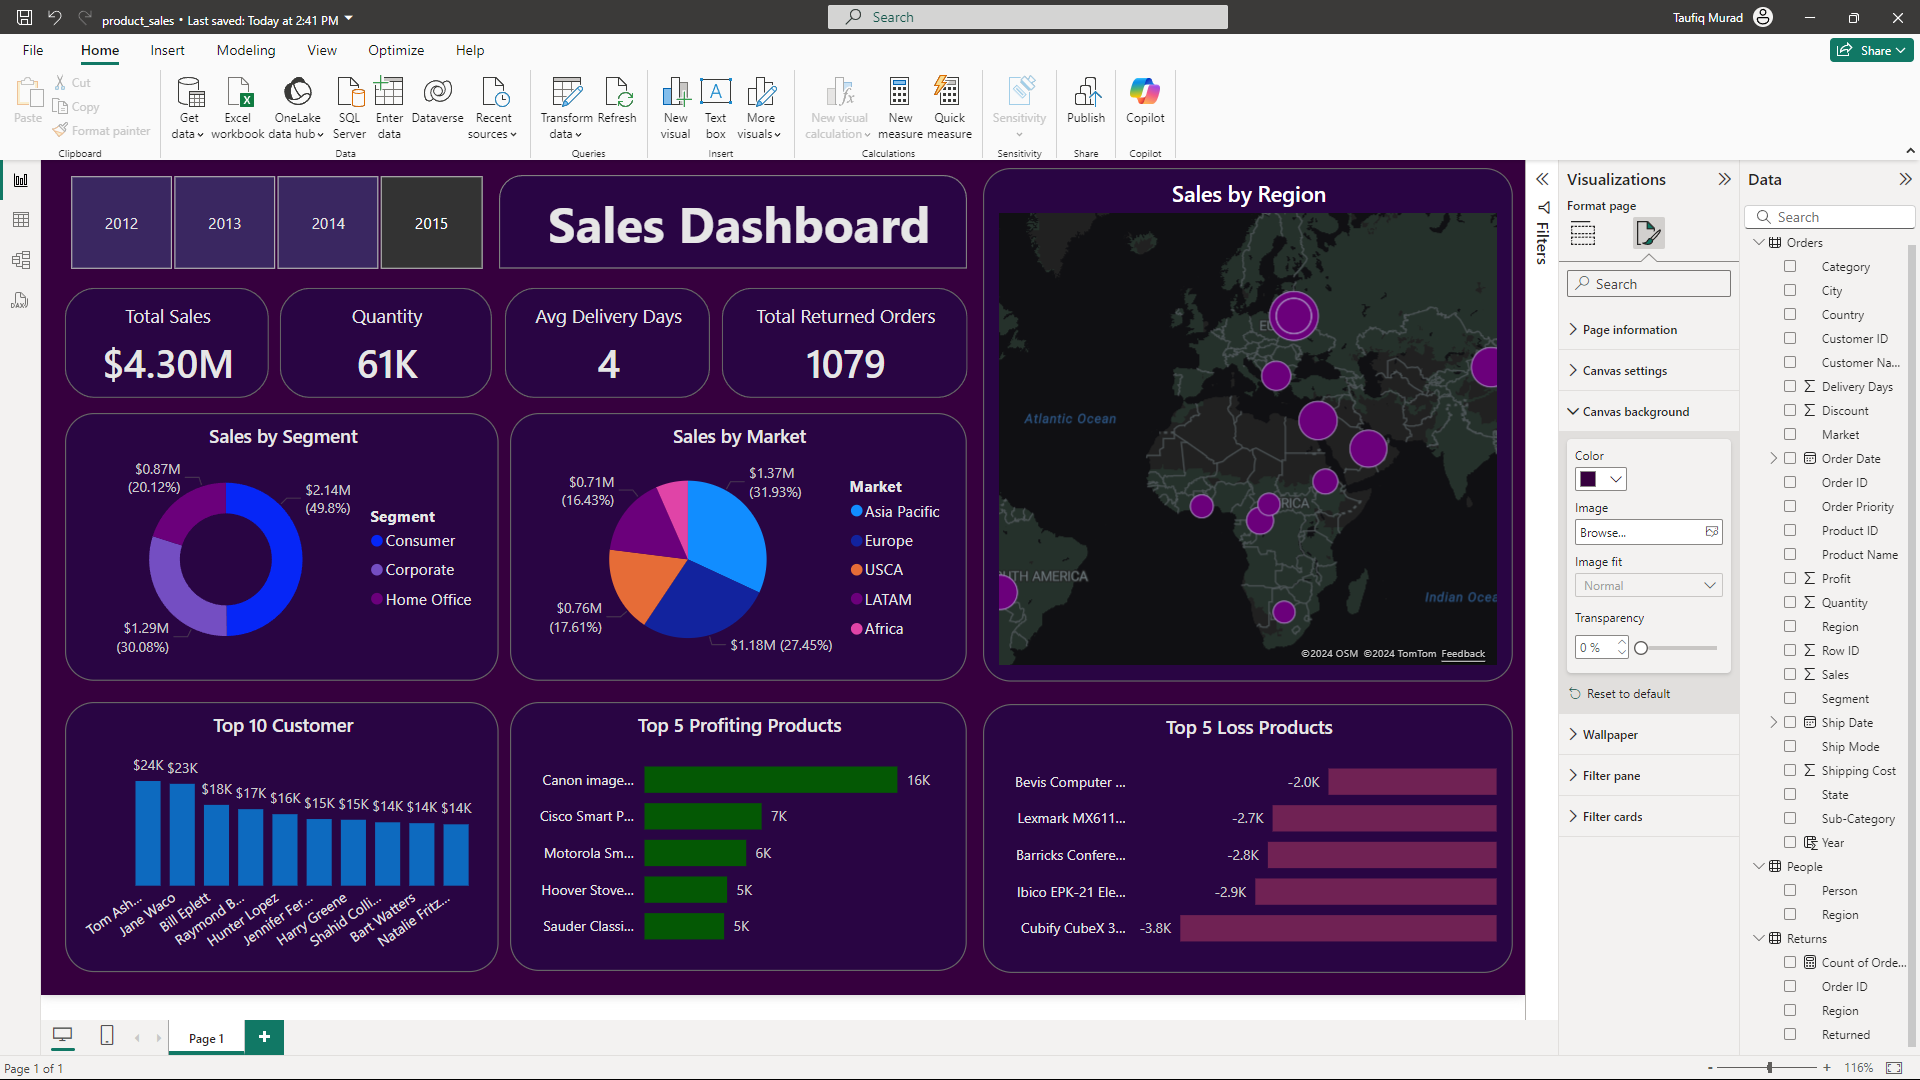 product_sales • Last saved: Today at 2:41 PM
Search
Taufiq Murad
File
Home
Insert
Modeling
View
Optimize
Help
Share
Paste
Cut
Copy
Format painter
Clipboard
Get data
Excel workbook
OneLake data hub
SQL Server
Enter data
Dataverse
Recent sources
Data
Transform data
Refresh
Queries
New visual
Text box
More visuals
Insert
New visual calculation
New measure
Quick measure
Calculations
Sensitivity
Sensitivity
Publish
Share
Copilot
Copilot
2012
2013
2014
2015
Sales Dashboard
Total Sales
$4.30M
Quantity
61K
Avg Delivery Days
4
Total Returned Orders
1079
Sales by Segment
$0.87M
(20.12%)
$2.14M
(49.8%)
$1.29M
(30.08%)
Segment
Consumer
Corporate
Home Office
Sales by Market
$0.71M
(16.43%)
$1.37M
(31.93%)
$0.76M
(17.61%)
$1.18M (27.45%)
Market
Asia Pacific
Europe
USCA
LATAM
Africa
Sales by Region
Atlantic Ocean
UTH AMERICA
RICA
Indian Ocea
©2024 OSM ©2024 TomTom Feedback
Top 10 Customer
$24K
$23K
$18K
$17K
$16K
$15K
$15K
$14K
$14K
$14K
Tom Ash...
Jane Waco
Bill Eplett
Raymond B...
Hunter Lopez
Jennifer Fer...
Harry Greene
Shahid Colli...
Bart Watters
Natalie Fritz...
Top 5 Profiting Products
Canon image... 16K
Cisco Smart P... 7K
Motorola Sm... 6K
Hoover Stove... 5K
Sauder Classi... 5K
Top 5 Loss Products
Bevis Computer ... -2.0K
Lexmark MX611... -2.7K
Barricks Confere... -2.8K
Ibico EPK-21 Ele... -2.9K
Cubify CubeX 3... -3.8K
Filters
Visualizations
Format page
Search
Page information
Canvas settings
Canvas background
Color
Image
Browse...
Image fit
Normal
Transparency
0 %
Reset to default
Wallpaper
Filter pane
Filter cards
Data
Search
Orders
Category
City
Country
Customer ID
Customer Na...
Delivery Days
Discount
Market
Order Date
Order ID
Order Priority
Product ID
Product Name
Profit
Quantity
Region
Row ID
Sales
Segment
Ship Date
Ship Mode
Shipping Cost
State
Sub-Category
Year
People
Person
Region
Returns
Count of Orde...
Order ID
Region
Returned
Page 1
Page 1 of 1
116%